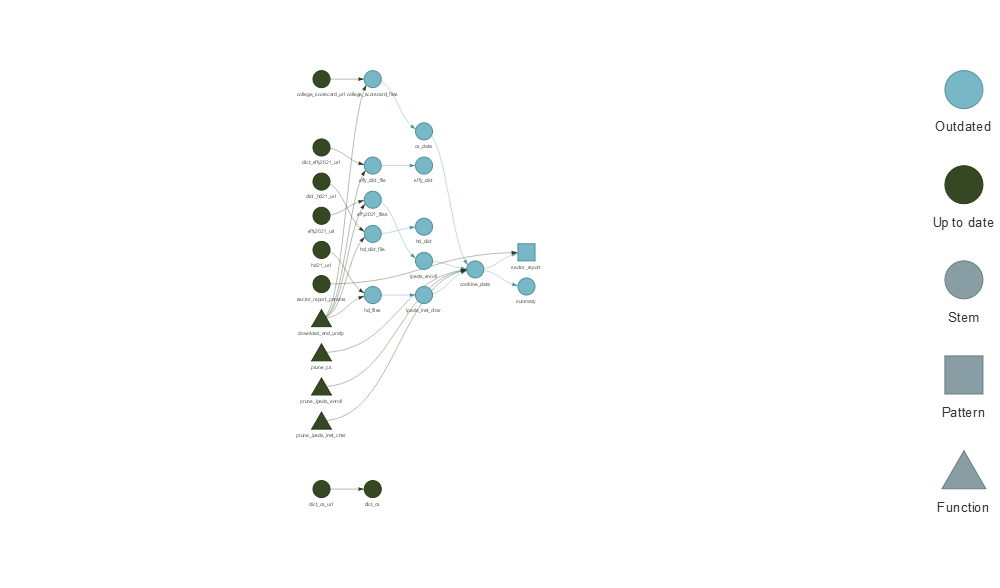 college_scorecard_url
college_scorecard_files
cs_data
dict_effy2021_url
effy_dict_file
effy_dict
dict_hd21_url
effy2021_files
effy2021_url
hd_dict
hd_dict_file
hd21_url
sector_report
ipeds_enroll
combine_data
sector_report_params
summary
hd_files
ipeds_inst_char
download_and_unzip
prune_cs
prune_ipeds_enroll
prune_ipeds_inst_char
dict_cs_url
dict_cs
Outdated
Up to date
Stem
Pattern
Function